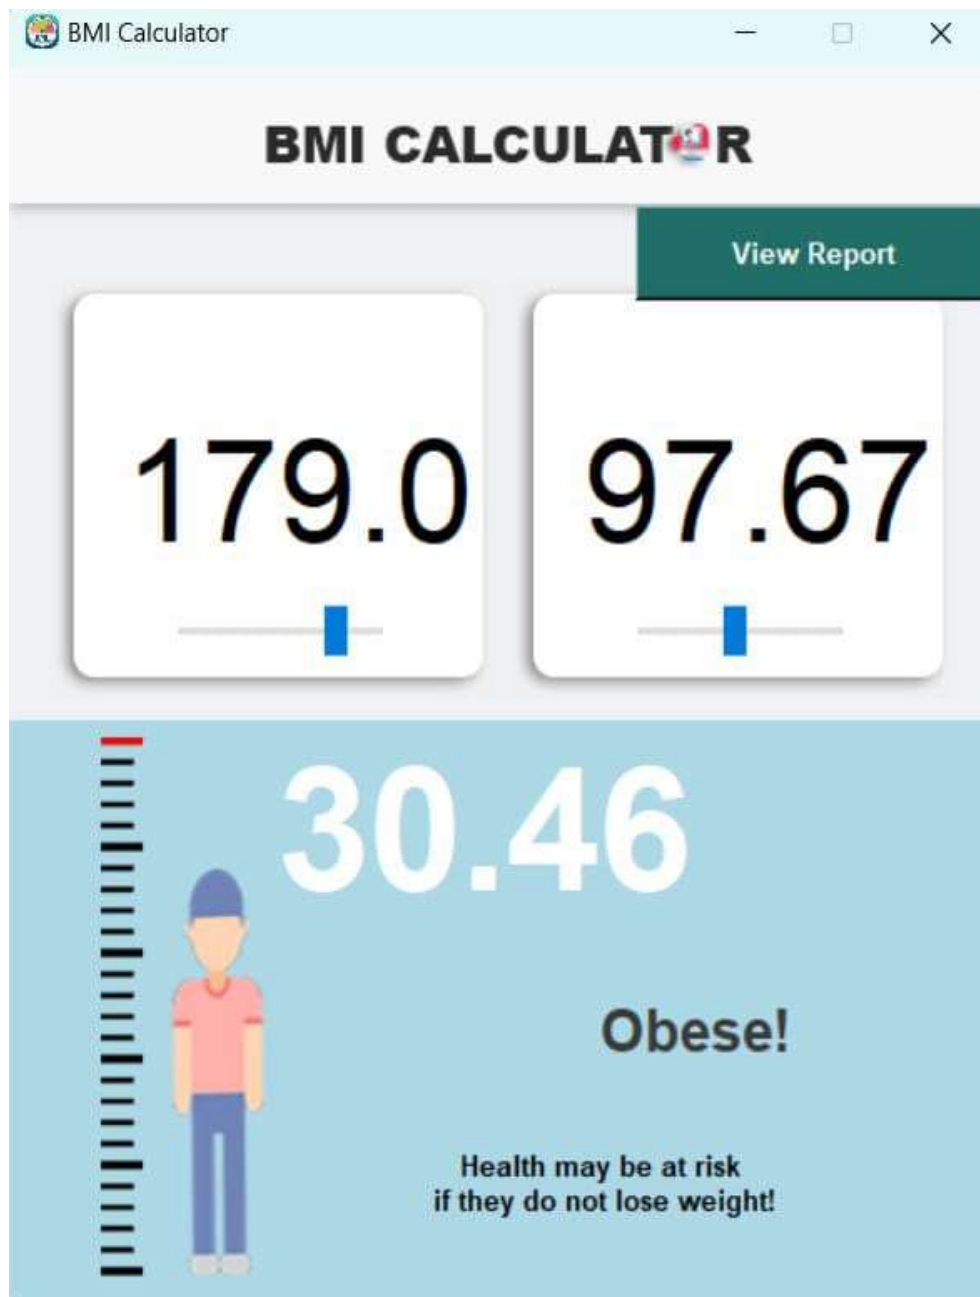 BMI Calculator
BMI CALCULATOR
View Report
179.0
97.67
30.46
Obese!
Health may be at risk
if they do not lose weight!